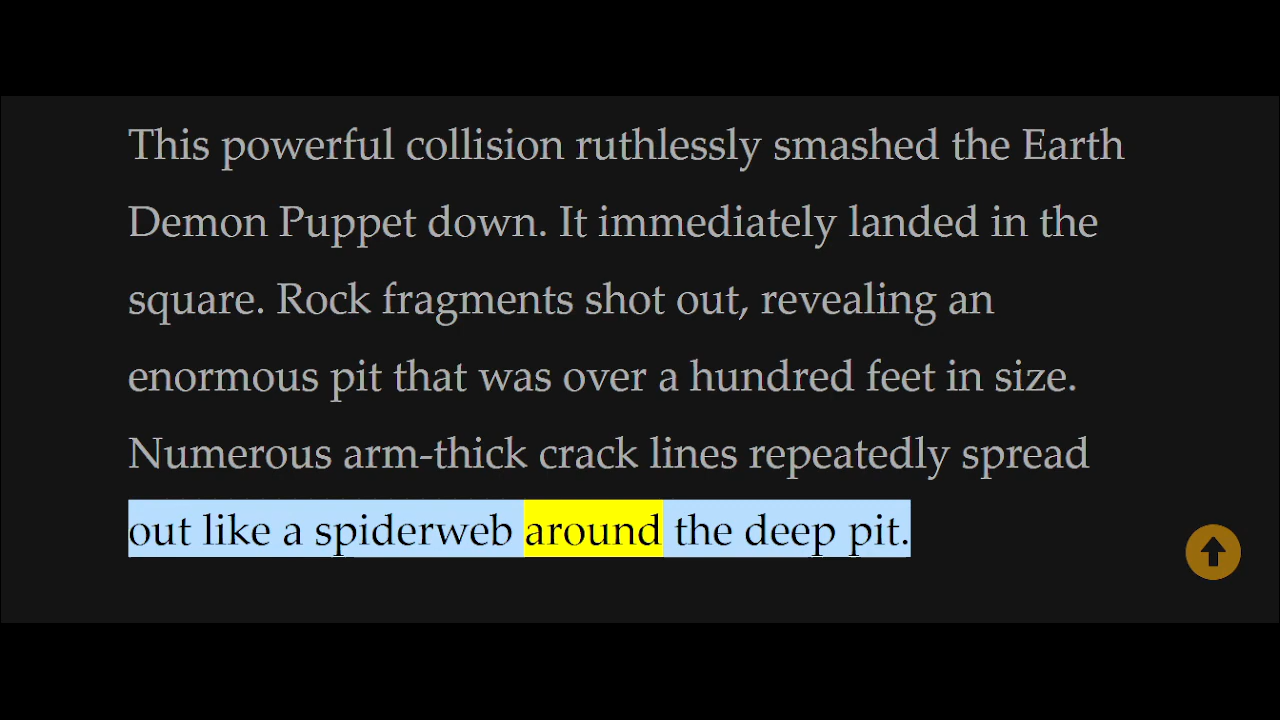 This powerful collision ruthlessly smashed the Earth
Demon Puppet down. It immediately landed in the
square. Rock fragments shot out, revealing an
enormous pit that was over a hundred feet in size.
Numerous arm-thick crack lines repeatedly spread
out like a spiderweb around the deep pit.